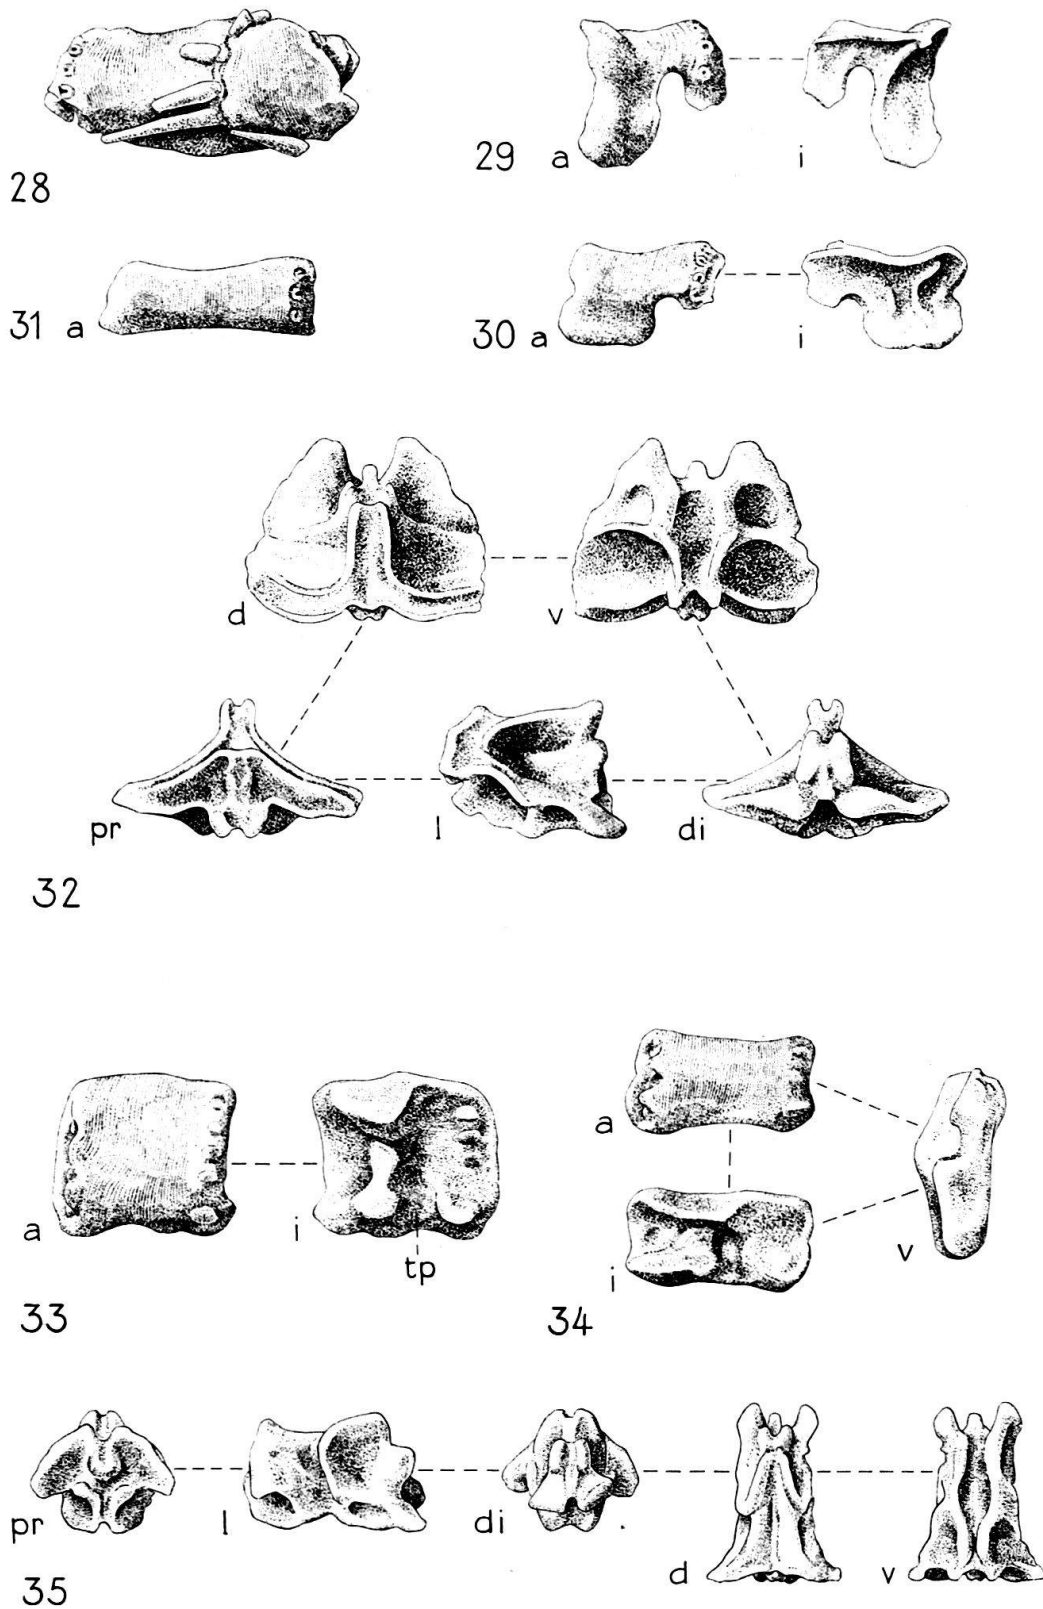 28
29 a i
31 a
30 a i
d v
pr l di
32
a i
tp
33
a
i
v
34
pr l di d v
35